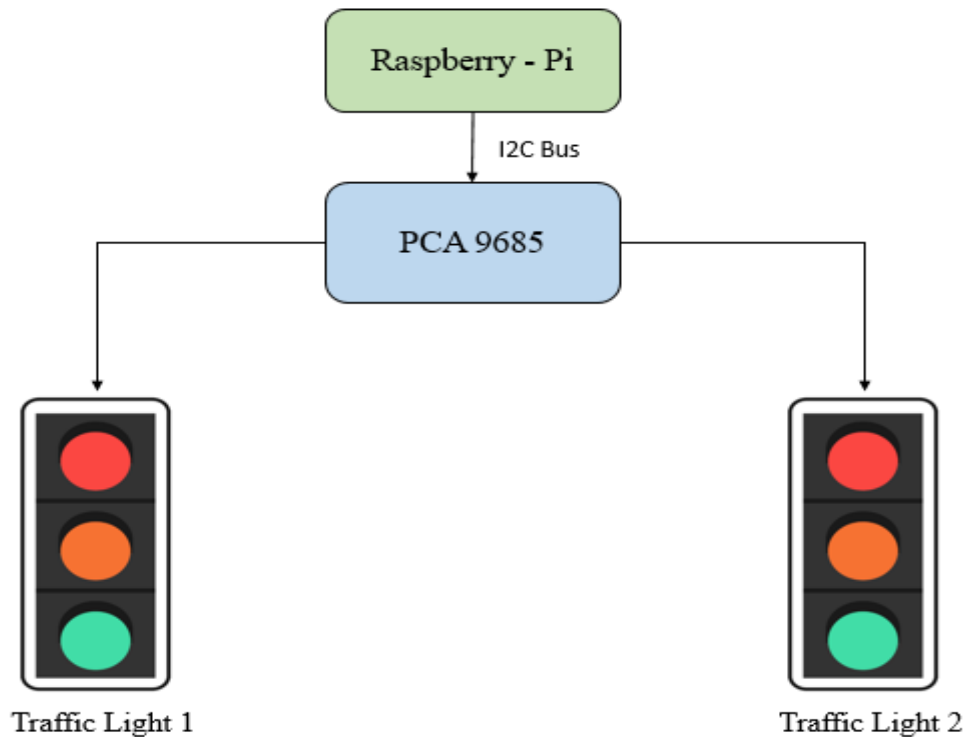 Raspberry - Pi
I2C Bus
PCA 9685
Traffic Light 1
Traffic Light 2